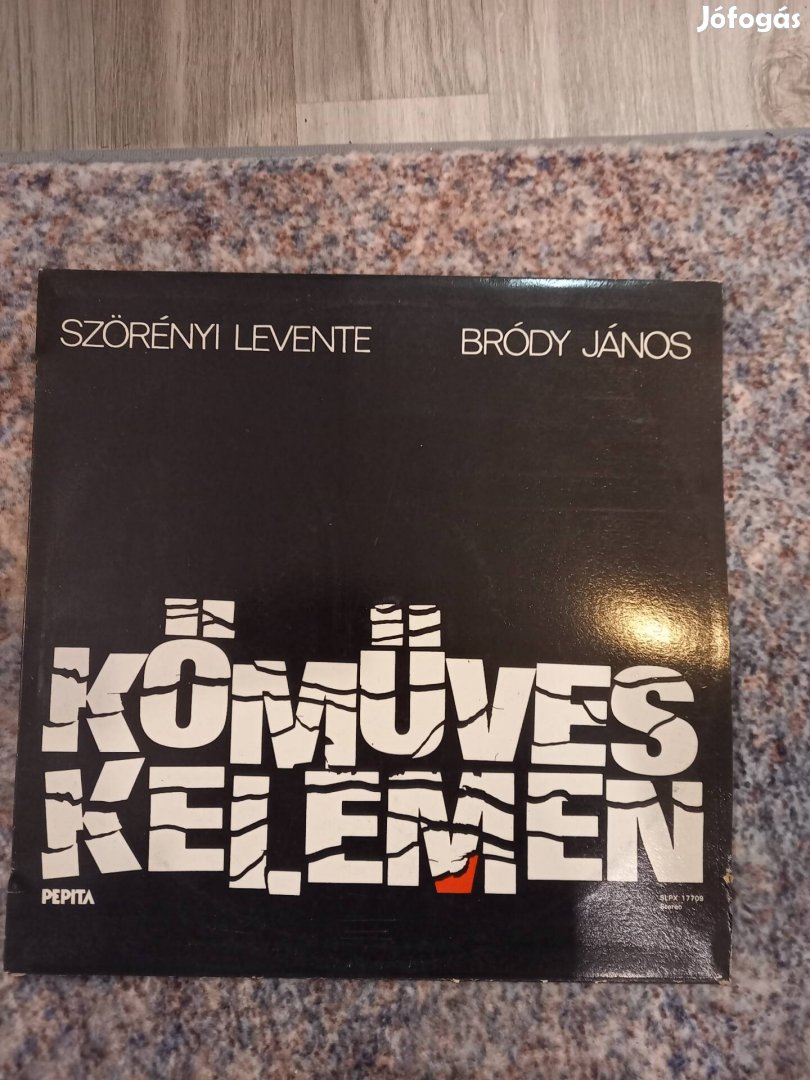 Jófogás
SZÖRÉNYI LEVENTE BRÓDY JÁNOS
KŐMŰVES
KELEMEN
PEPITA
SLPX 17709
Stereo